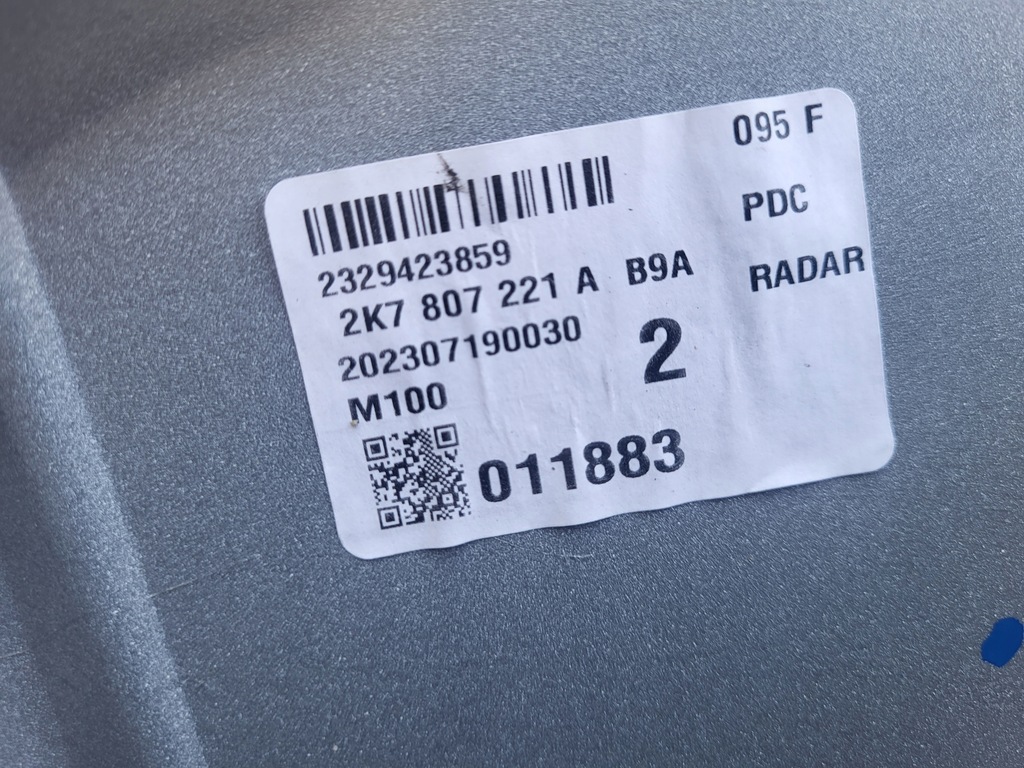 095 F
PDC
RADAR
2329423859
2K7 807 221 A B9A
202307190030
2
M100
011883